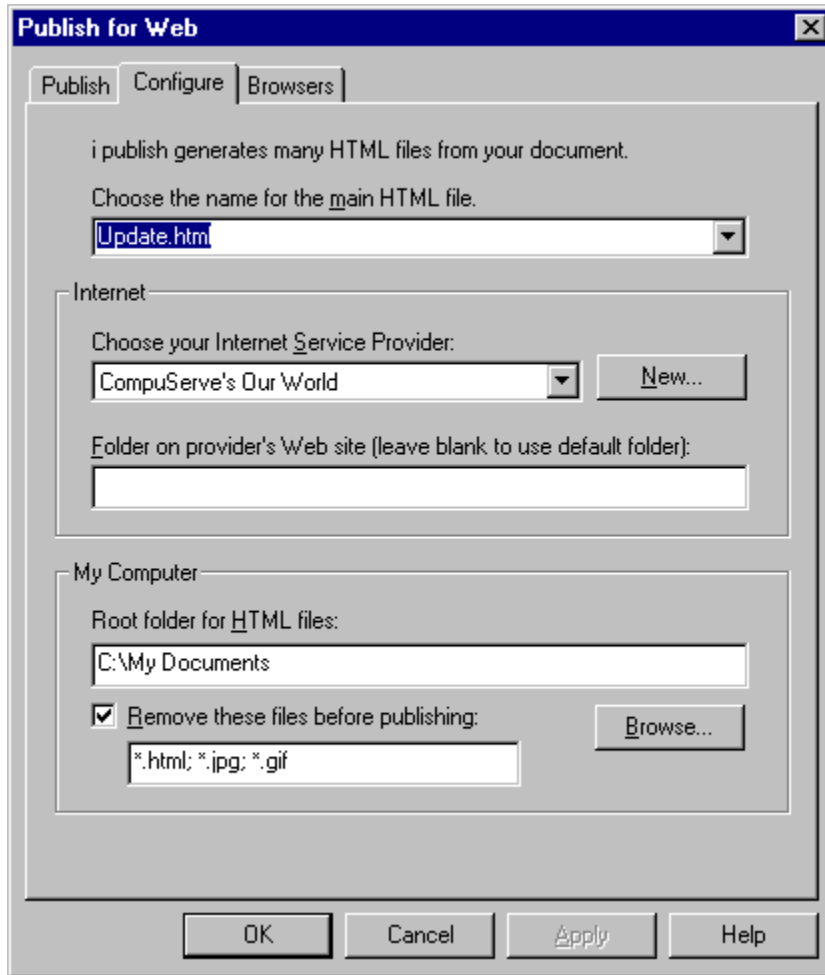 Publish for Web
Publish Configure Browsers
i publish generates many HTML files from your document.
Choose the name for the main HTML file.
Update.html
Internet
Choose your Internet Service Provider:
CompuServe's Our World
New...
Folder on provider's Web site (leave blank to use default folder):
My Computer
Root folder for HTML files:
C:\My Documents
Remove these files before publishing:
Browse...
*.html; *.jpg; *.gif
OK Cancel Apply Help